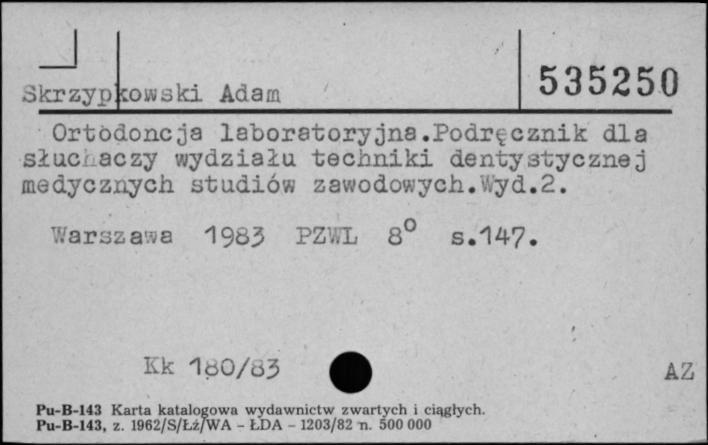 535250
Skrzypkowski Adam
Ortodoncja laboratoryjna.Podręcznik dla
słuchaczy wydziału techniki dentystycznej
medycznych studiów zawodowych.Wyd.2.
Warszawa 1983 PZWL 8° s.147.
Kk 180/83
AZ
Pu-B-143 Karta katalogowa wydawnictw zwartych i ciągłych.
Pu-B-143, z. 1962/S/Łż/WA - ŁDA - 1203/82 n. 500 000